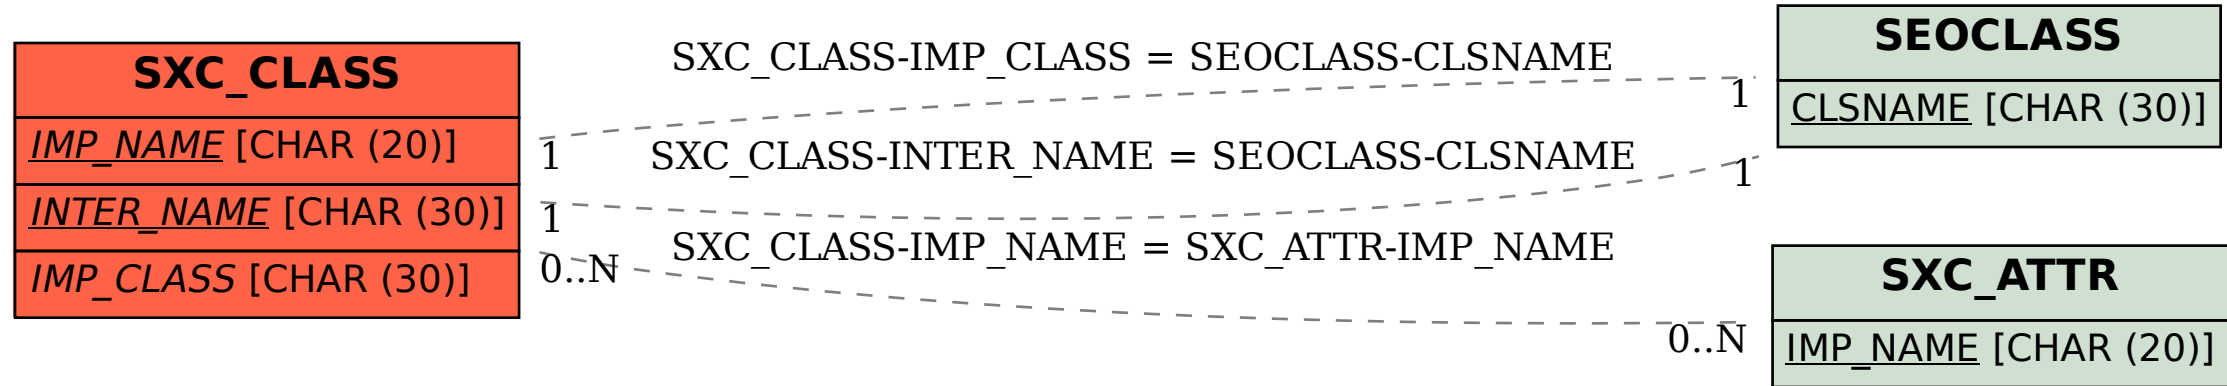 SXC_CLASS
IMP_NAME [CHAR (20)]
INTER_NAME [CHAR (30)]
IMP_CLASS [CHAR (30)]
SXC_CLASS-IMP_CLASS = SEOCLASS-CLSNAME
1
1
SXC_CLASS-INTER_NAME = SEOCLASS-CLSNAME
1
1
SXC_CLASS-IMP_NAME = SXC_ATTR-IMP_NAME
0..N
0..N
SEOCLASS
CLSNAME [CHAR (30)]
SXC_ATTR
IMP_NAME [CHAR (20)]